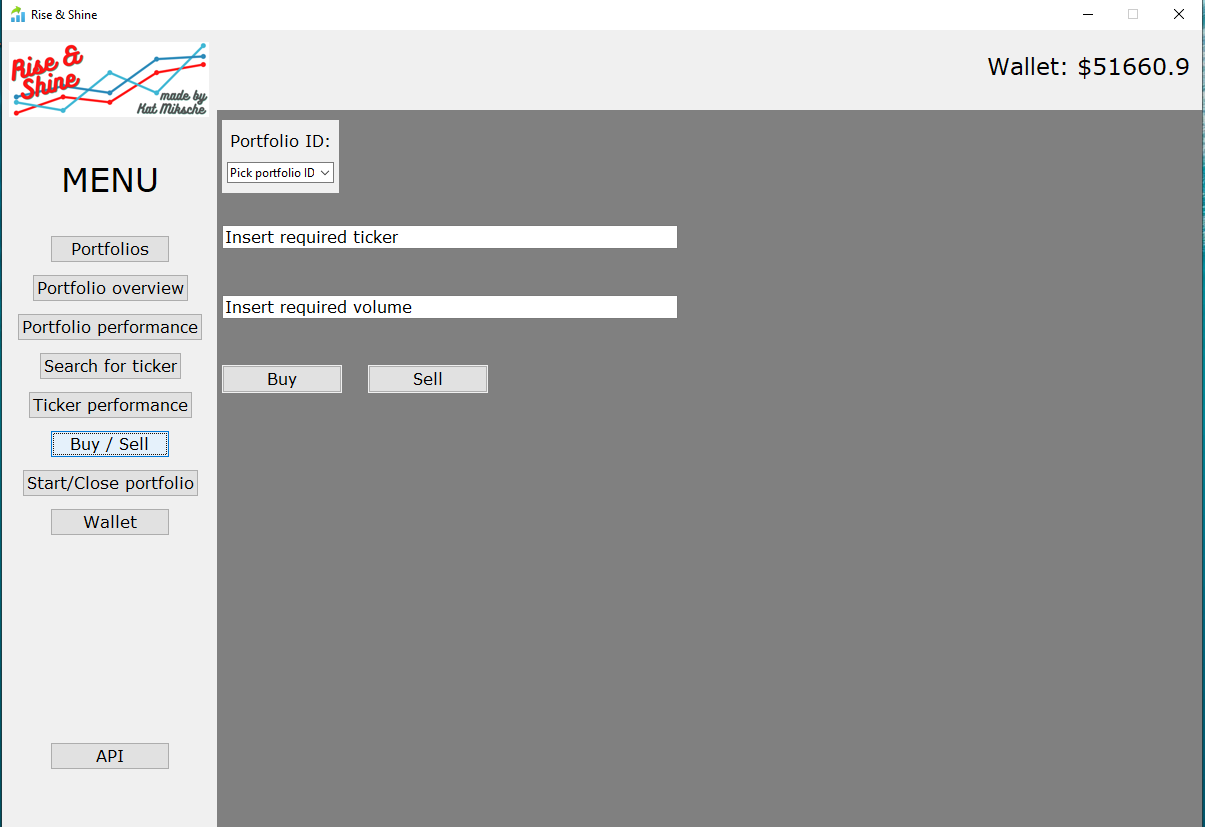 Rise & Shine
Rise &
Shine
made by
Kat Miksche
Wallet: $51660.9
MENU
Portfolios
Portfolio overview
Portfolio performance
Search for ticker
Ticker performance
Buy / Sell
Start/Close portfolio
Wallet
API
Portfolio ID:
Pick portfolio ID
Insert required ticker
Insert required volume
Buy
Sell